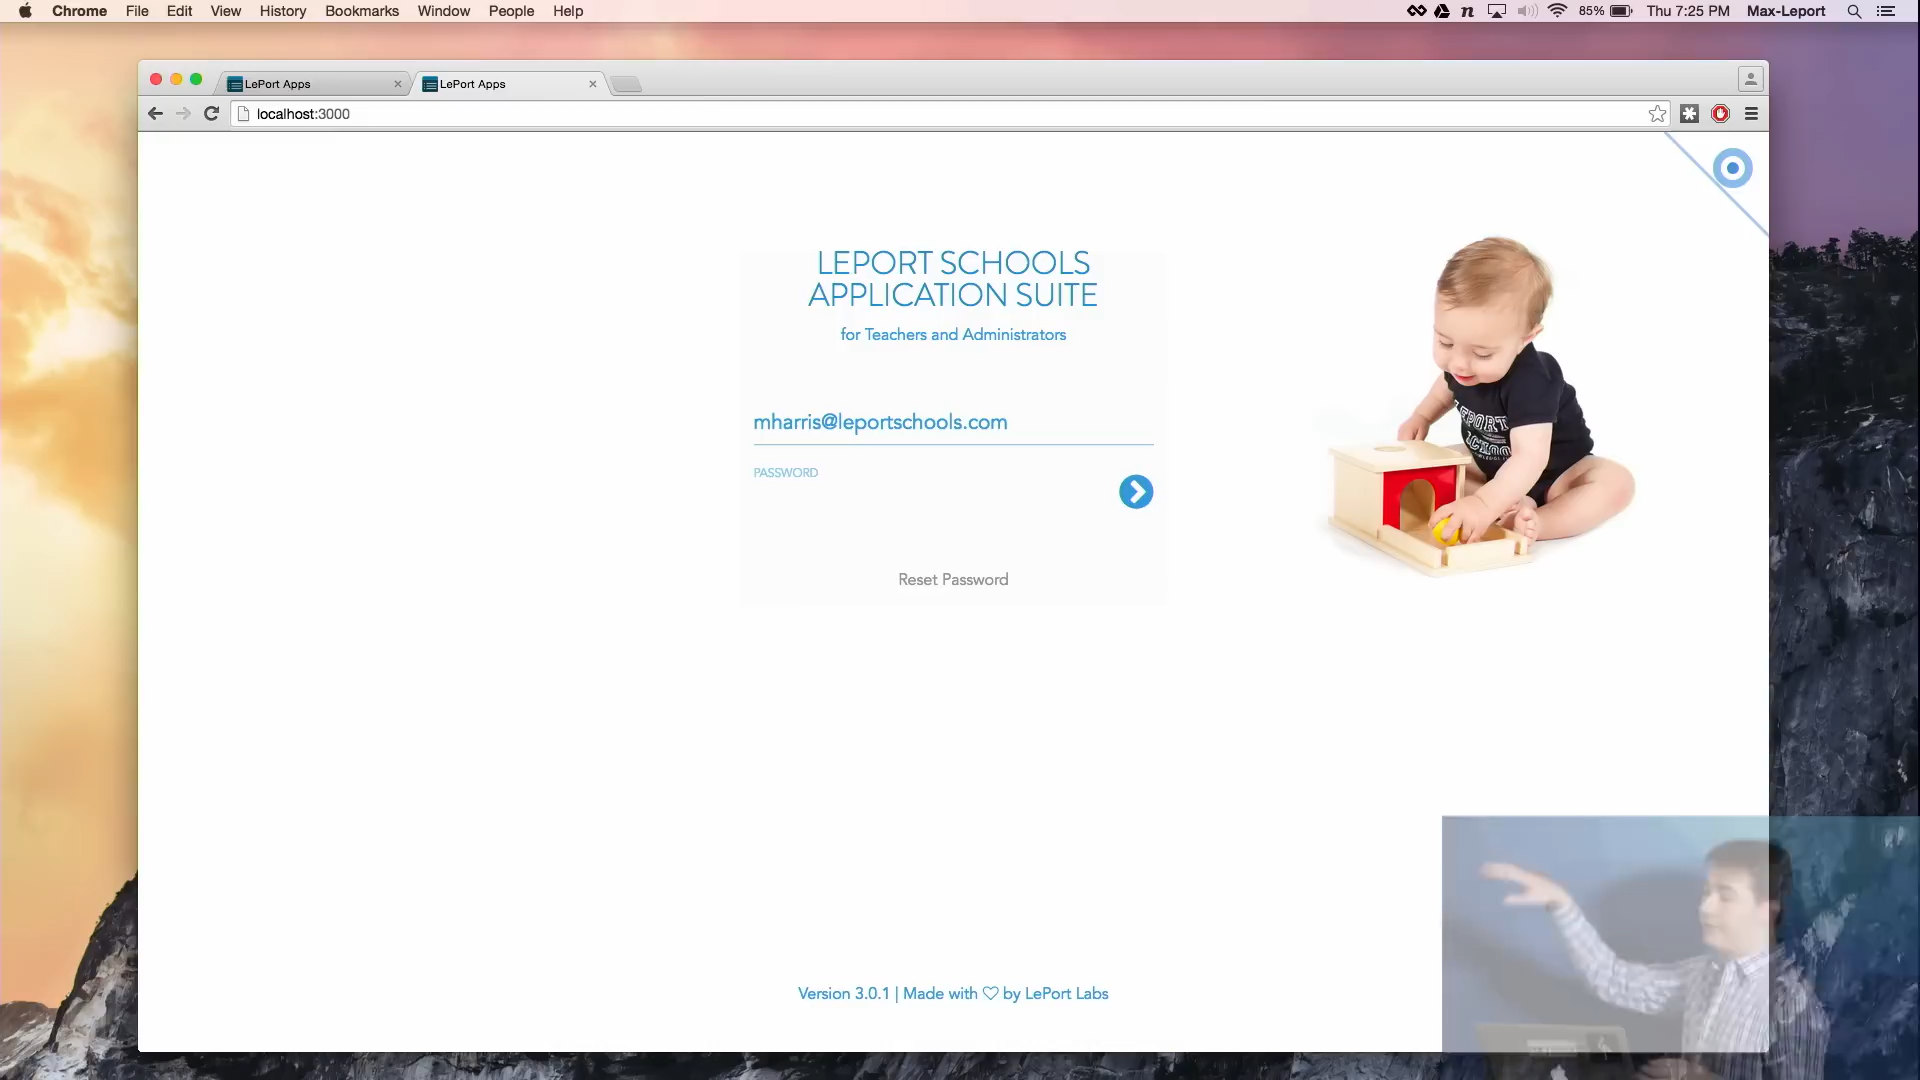 Chrome File Edit View History Bookmarks Window People Help
85% Thu 7:25 PM Max-Leport
LePort Apps
LePort Apps
localhost:3000
LEPORT SCHOOLS
APPLICATION SUITE
for Teachers and Administrators
mharris@leportschools.com
PASSWORD
Reset Password
LEPORT
Version 3.0.1 | Made with ♡ by LePort Labs